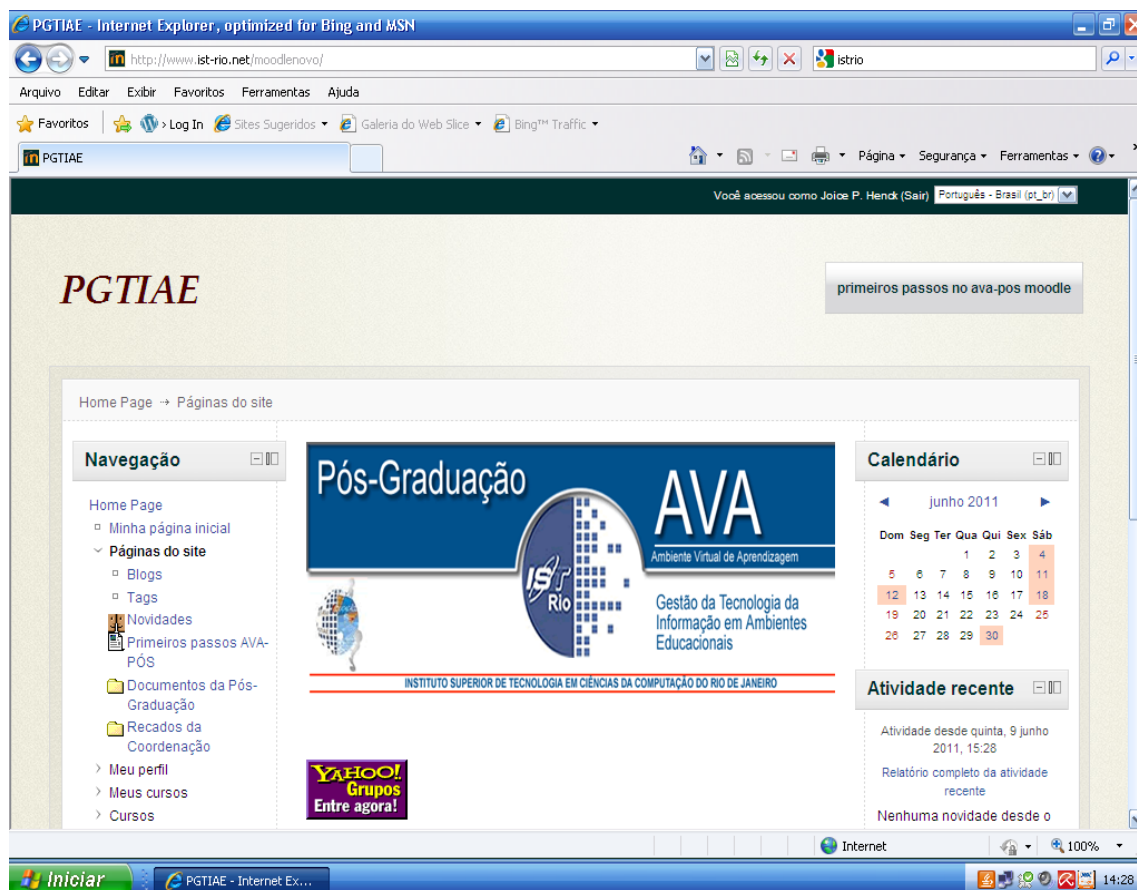 PGTIAE - Internet Explorer, optimized for Bing and MSN
http://www.ist-rio.net/moodlenovo/
istrio
Arquivo Editar Exibir Favoritos Ferramentas Ajuda
Favoritos > Log In Sites Sugeridos Galeria do Web Slice Bing™ Traffic
PGTIAE
Página Segurança Ferramentas
Você acessou como Joice P. Henck (Sair) Português - Brasil (pt_br)
PGTIAE
primeiros passos no ava-pos moodle
Home Page → Páginas do site
Navegação
Home Page
Minha página inicial
Páginas do site
Blogs
Tags
Novidades
Primeiros passos AVA-
PÓS
Documentos da Pós-
Graduação
Recados da
Coordenação
Meu perfil
Meus cursos
Cursos
Pós-Graduação
AVA
Ambiente Virtual de Aprendizagem
IST
Rio
Gestão da Tecnologia da
Informação em Ambientes
Educacionais
INSTITUTO SUPERIOR DE TECNOLOGIA EM CIÊNCIAS DA COMPUTAÇÃO DO RIO DE JANEIRO
YAHOO!
Grupos
Entre agora!
Calendário
junho 2011
Dom Seg Ter Qua Qui Sex Sáb
1 2 3 4
5 6 7 8 9 10 11
12 13 14 15 16 17 18
19 20 21 22 23 24 25
26 27 28 29 30
Atividade recente
Atividade desde quinta, 9 junho
2011, 15:28
Relatório completo da atividade
recente
Nenhuma novidade desde o
Internet
100%
Iniciar
PGTIAE - Internet Ex...
14:28